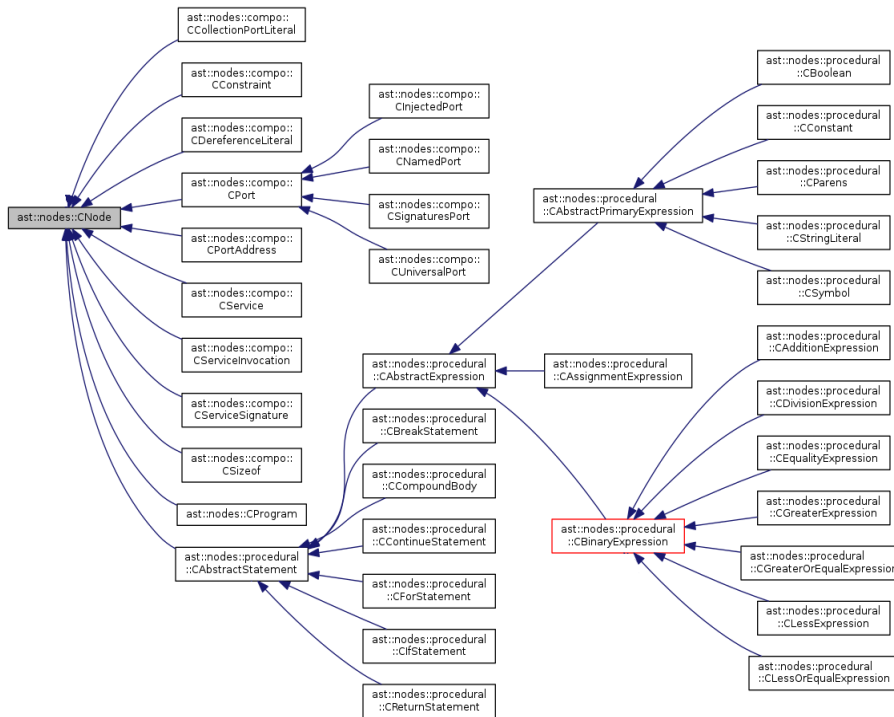 ast::nodes::compo::
CCollectionPortLiteral
ast::nodes::compo::
CConstraint
ast::nodes::compo::
CDereferenceLiteral
ast::nodes::compo::
CPort
ast::nodes::CNode
ast::nodes::compo::
CPortAddress
ast::nodes::compo::
CService
ast::nodes::compo::
CServiceInvocation
ast::nodes::compo::
CServiceSignature
ast::nodes::compo::
CSizeof
ast::nodes::CProgram
ast::nodes::procedural
::CAbstractStatement
ast::nodes::compo::
CInjectedPort
ast::nodes::compo::
CNamedPort
ast::nodes::compo::
CSignaturesPort
ast::nodes::compo::
CUniversalPort
ast::nodes::procedural
::CAbstractExpression
ast::nodes::procedural
::CBreakStatement
ast::nodes::procedural
::CCompoundBody
ast::nodes::procedural
::CContinueStatement
ast::nodes::procedural
::CForStatement
ast::nodes::procedural
::CIfStatement
ast::nodes::procedural
::CReturnStatement
ast::nodes::procedural
::CAbstractPrimaryExpression
ast::nodes::procedural
::CAssignmentExpression
ast::nodes::procedural
::CBinaryExpression
ast::nodes::procedural
::CBoolean
ast::nodes::procedural
::CConstant
ast::nodes::procedural
::CParens
ast::nodes::procedural
::CStringLiteral
ast::nodes::procedural
::CSymbol
ast::nodes::procedural
::CAdditionExpression
ast::nodes::procedural
::CDivisionExpression
ast::nodes::procedural
::CEqualityExpression
ast::nodes::procedural
::CGreaterExpression
ast::nodes::procedural
::CGreaterOrEqualExpression
ast::nodes::procedural
::CLessExpression
ast::nodes::procedural
::CLessOrEqualExpression